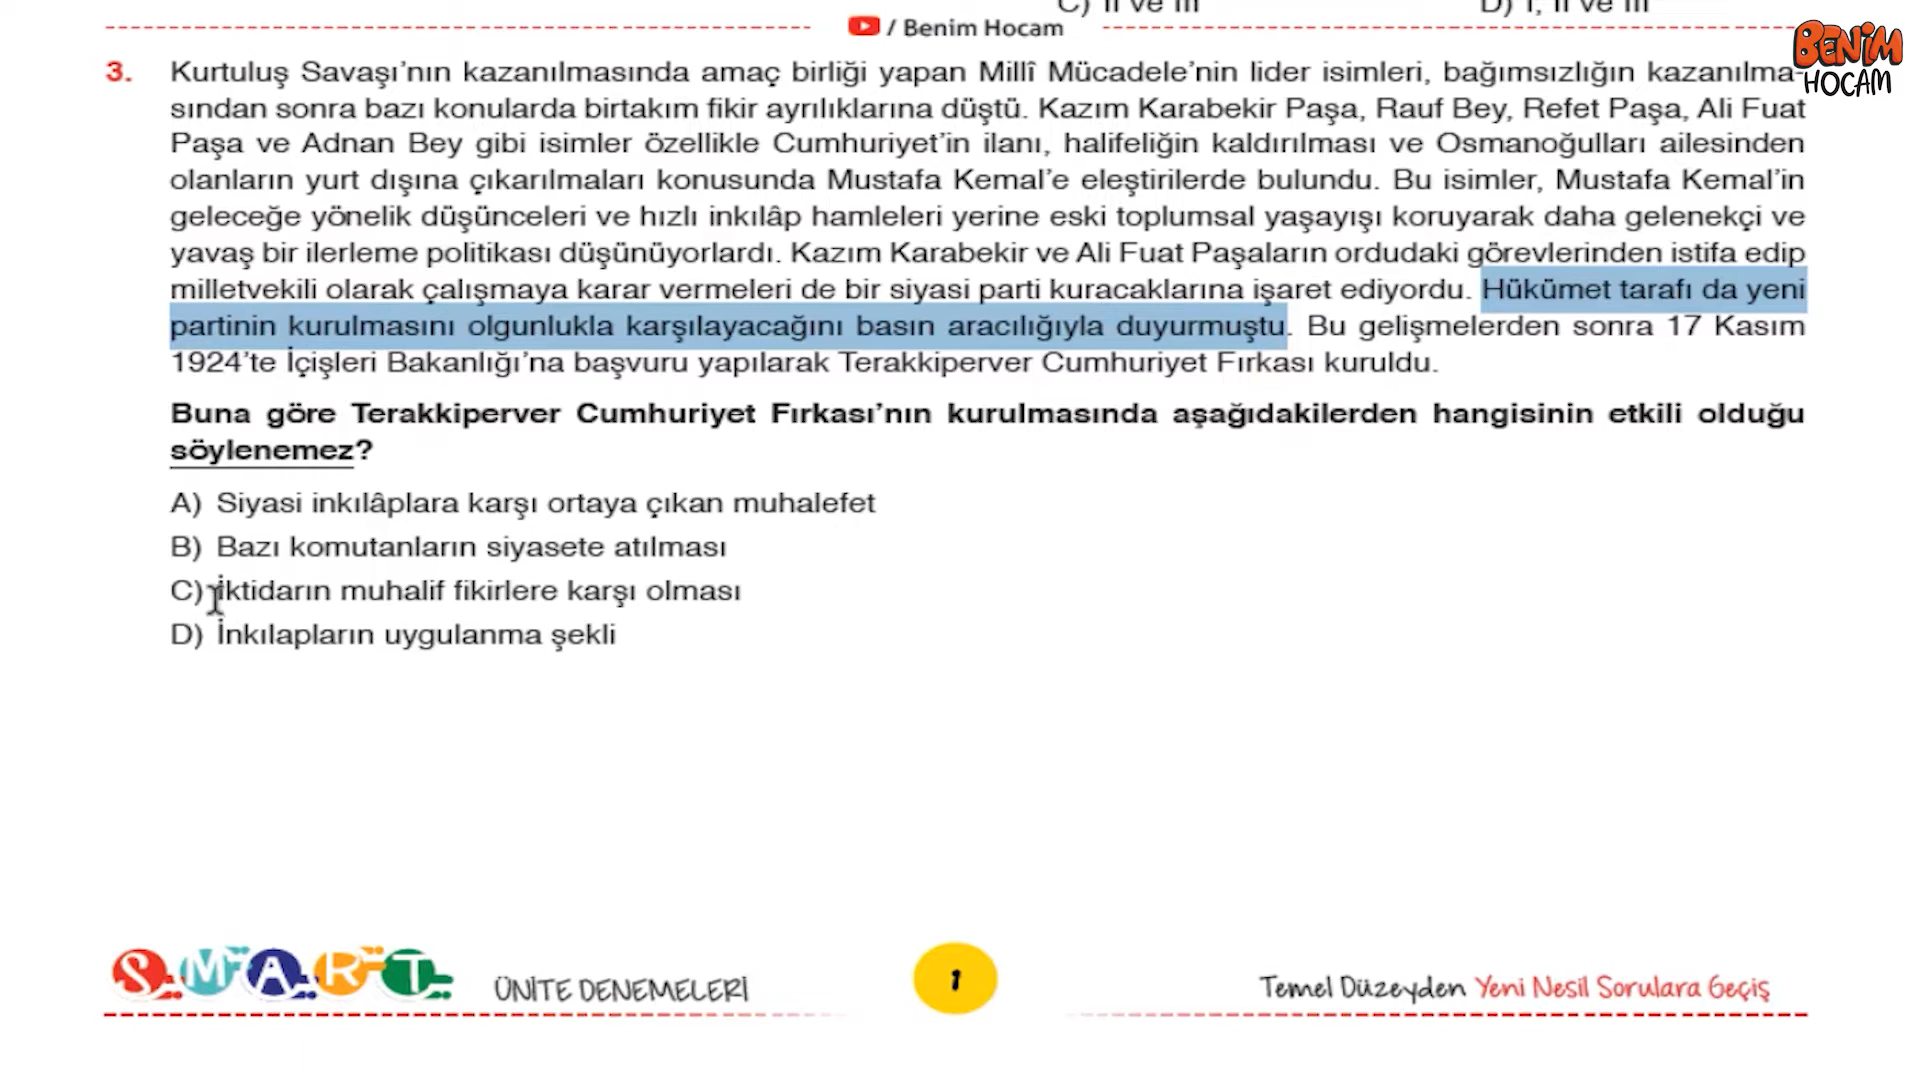 C) II ve III D) I, II ve III
/ Benim Hocam
BENİM
HOCAM
3. Kurtuluş Savaşı'nın kazanılmasında amaç birliği yapan Millî Mücadele'nin lider isimleri, bağımsızlığın kazanılma-
sından sonra bazı konularda birtakım fikir ayrılıklarına düştü. Kazım Karabekir Paşa, Rauf Bey, Refet Paşa, Ali Fuat
Paşa ve Adnan Bey gibi isimler özellikle Cumhuriyet'in ilanı, halifeliğin kaldırılması ve Osmanoğulları ailesinden
olanların yurt dışına çıkarılmaları konusunda Mustafa Kemal'e eleştirilerde bulundu. Bu isimler, Mustafa Kemal'in
geleceğe yönelik düşünceleri ve hızlı inkılâp hamleleri yerine eski toplumsal yaşayışı koruyarak daha gelenekçi ve
yavaş bir ilerleme politikası düşünüyorlardı. Kazım Karabekir ve Ali Fuat Paşaların ordudaki görevlerinden istifa edip
milletvekili olarak çalışmaya karar vermeleri de bir siyasi parti kuracaklarına işaret ediyordu. Hükümet tarafı da yeni
partinin kurulmasını olgunlukla karşılayacağını basın aracılığıyla duyurmuştu. Bu gelişmelerden sonra 17 Kasım
1924'te İçişleri Bakanlığı'na başvuru yapılarak Terakkiperver Cumhuriyet Fırkası kuruldu.
Buna göre Terakkiperver Cumhuriyet Fırkası'nın kurulmasında aşağıdakilerden hangisinin etkili olduğu
söylenemez?
A) Siyasi inkılâplara karşı ortaya çıkan muhalefet
B) Bazı komutanların siyasete atılması
C) İktidarın muhalif fikirlere karşı olması
D) İnkılapların uygulanma şekli
SMART ÜNİTE DENEMELERİ 1 Temel Düzeyden Yeni Nesil Sorulara Geçiş